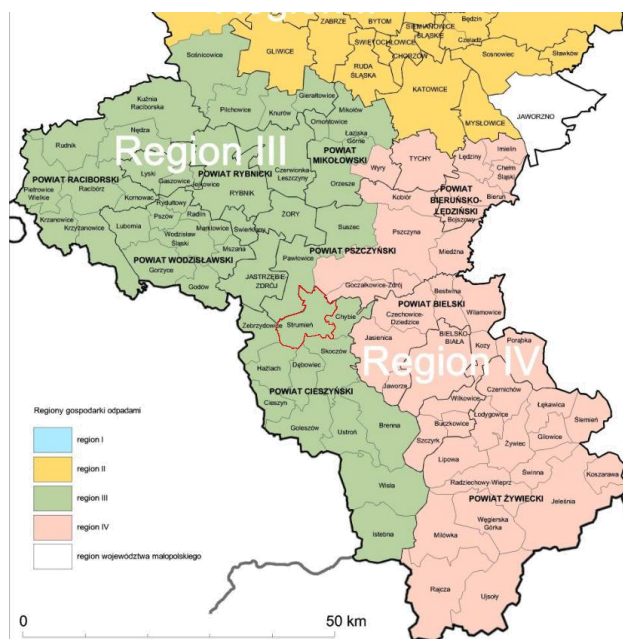 ZABRZE
BYTOM
SIEMIANOWICE
ŚLĄSKIE
Będzin
Czeladź
ŚWIĘTOCHŁOWICE
CHORZÓW
Sławków
Sośnicowice
GLIWICE
RUDA
ŚLĄSKA
Sosnowiec
KATOWICE
MYSŁOWICE
JAWORZNO
Kuźnia
Raciborska
Pilchowice
Gierałtowice
Knurów
Mikołów
Ornontowice
Łaziska
Górne
Nędza
Rudnik
Region III
POWIAT
MIKOŁOWSKI
Wyry
TYCHY
Lędziny
Imielin
Chełm
Śląski
POWIAT RACIBORSKI
Lyski
Gaszowice
POWIAT RYBNICKI
Jejkowice
Czerwionka-
Leszczyny
Orzesze
Kobiór
POWIAT
BIERUŃSKO-
LĘDZIŃSKI
Bieruń
Bojszowy
Pietrowice
Wielkie
Racibórz
Kornowac
Rydułtowy
RYBNIK
ŻORY
Suszec
Pszczyna
Krzanowice
Krzyżanowice
Lubomia
Pszów
Radlin
Wodzisław
Śląski
Marklowice
Świerklany
Mszana
POWIAT PSZCZYŃSKI
Miedźna
POWIAT WODZISŁAWSKI
Gorzyce
Godów
JASTRZĘBIE
ZDRÓJ
Pawłowice
Goczałkowice-Zdrój
Bestwina
POWIAT BIELSKI
Wilamowice
Zebrzydowice
Strumień
Chybie
Czechowice-
Dziedzice
Jasienica
BIELSKO-
BIAŁA
Kozy
Porąbka
Region IV
Skoczów
Hażlach
Dębowiec
Jaworze
Wilkowice
Czernichów
POWIAT CIESZYŃSKI
Cieszyn
Goleszów
Ustroń
Brenna
Szczyrk
Buczkowice
Łodygowice
Łękawica
Ślemień
Gilowice
Żywiec
Lipowa
Radziechowy-Wieprz
Świnna
Koszarawa
POWIAT ŻYWIECKI
Jeleśnia
Wisła
Istebna
Milówka
Węgierska
Górka
Rajcza
Ujsoły
Regiony gospodarki odpadami
region I
region II
region III
region IV
region województwa małopolskiego
0
50 km